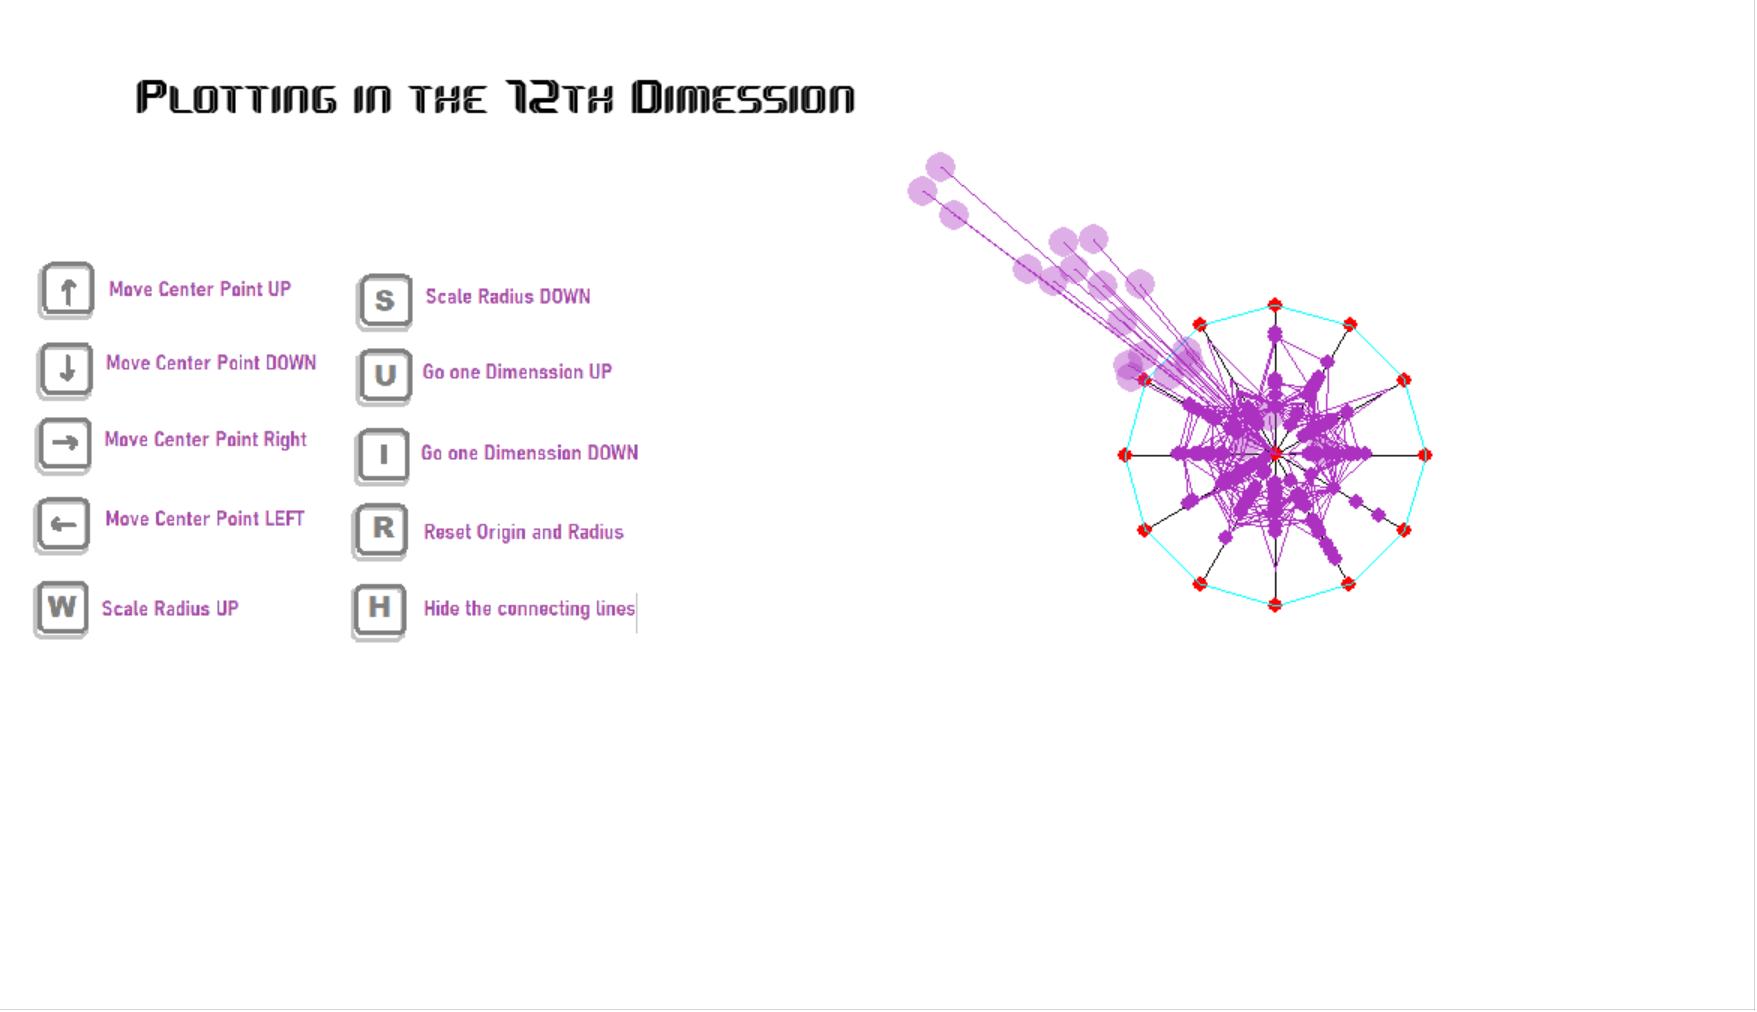 PLOTTING IN THE 12TH DIMESSION
↑ Move Center Point UP
↓ Move Center Point DOWN
→ Move Center Point Right
← Move Center Point LEFT
W Scale Radius UP
S Scale Radius DOWN
U Go one Dimenssion UP
I Go one Dimenssion DOWN
R Reset Origin and Radius
H Hide the connecting lines